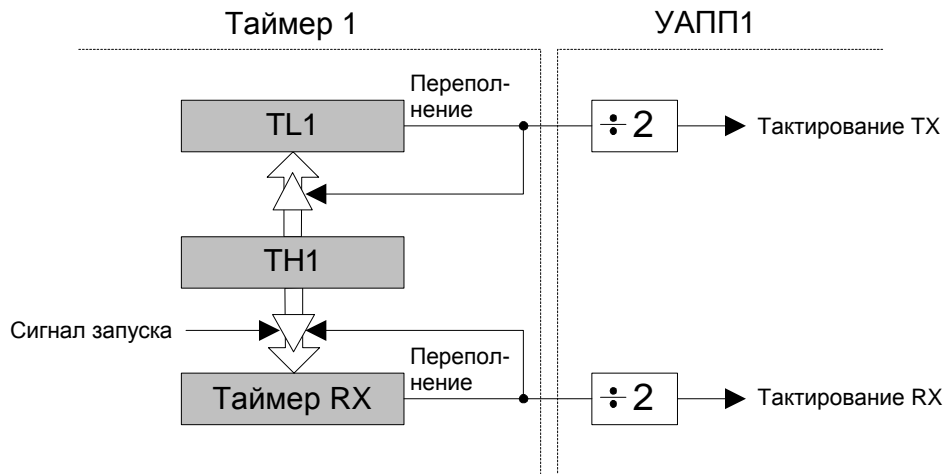 Таймер 1
УАПП1
Перепол-
нение
TL1
÷ 2
Тактирование TX
TH1
Сигнал запуска
Перепол-
нение
Таймер RX
÷ 2
Тактирование RX